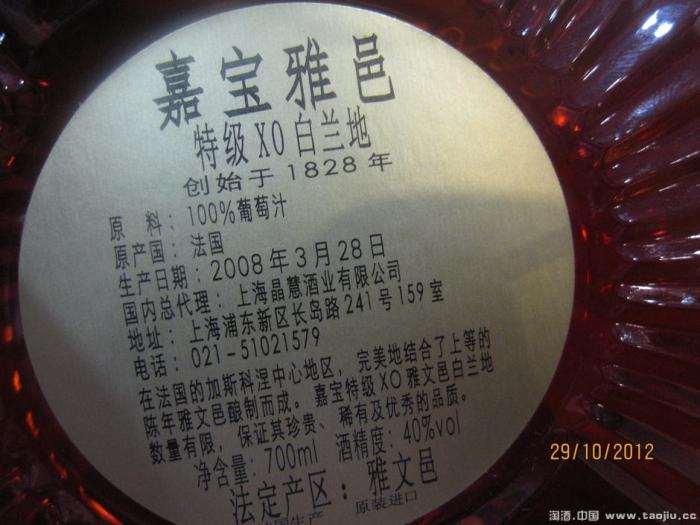 嘉宝雅邑
特级XO白兰地
创始于1828年
原　料：100%葡萄汁
原产国：法国
生产日期：2008年3月28日
国内总代理：上海晶慧酒业有限公司
地址：上海浦东新区长岛路241号159室
电话：021-51021579
在法国的加斯科涅中心地区，完美地结合了上等的
陈年雅文邑酿制而成。嘉宝特级XO雅文邑白兰地
数量有限，保证其珍贵、稀有及优秀的品质。
净含量：700ml　酒精度：40%vol
法定产区：雅文邑
生产　原装进口
29/10/2012
淘酒.中国 www.taojiu.cc